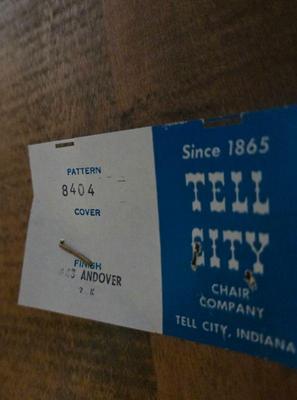 PATTERN
8404
COVER
FINISH
ANDOVER
Since 1865
TELL
CITY
CHAIR
COMPANY
TELL CITY, INDIANA